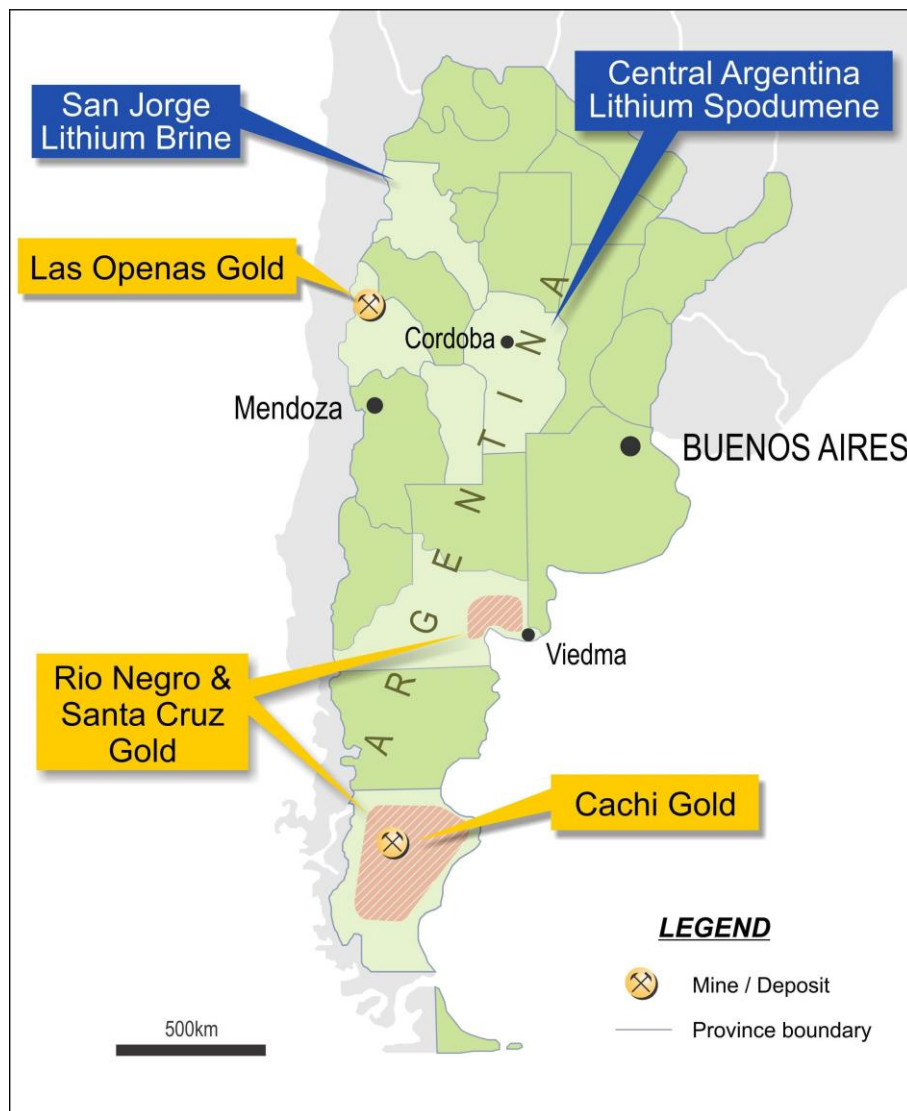 San Jorge
Lithium Brine
Central Argentina
Lithium Spodumene
Las Openas Gold
Cordoba
Mendoza
BUENOS AIRES
ARGENTINA
Viedma
Rio Negro &
Santa Cruz
Gold
Cachi Gold
LEGEND
Mine / Deposit
Province boundary
500km